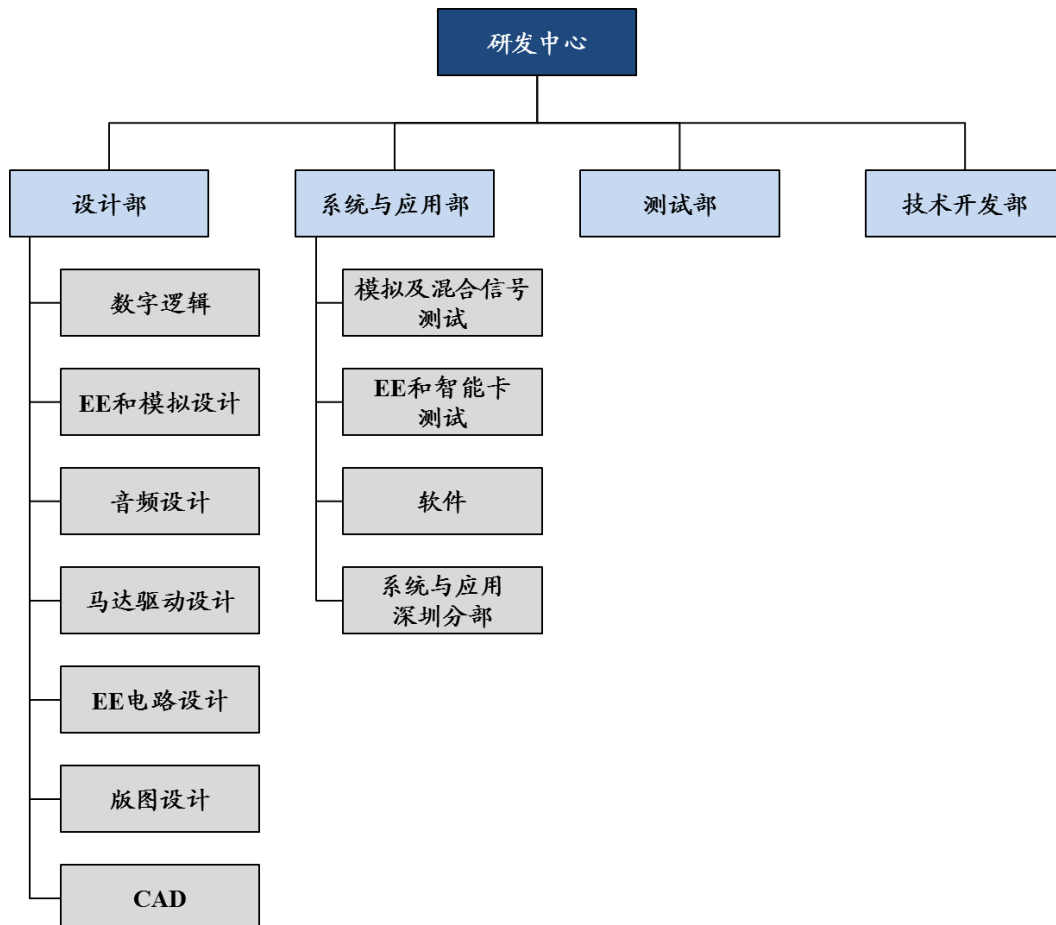 研发中心
设计部
系统与应用部
测试部
技术开发部
数字逻辑
EE和模拟设计
音频设计
马达驱动设计
EE电路设计
版图设计
CAD
模拟及混合信号
测试
EE和智能卡
测试
软件
系统与应用
深圳分部